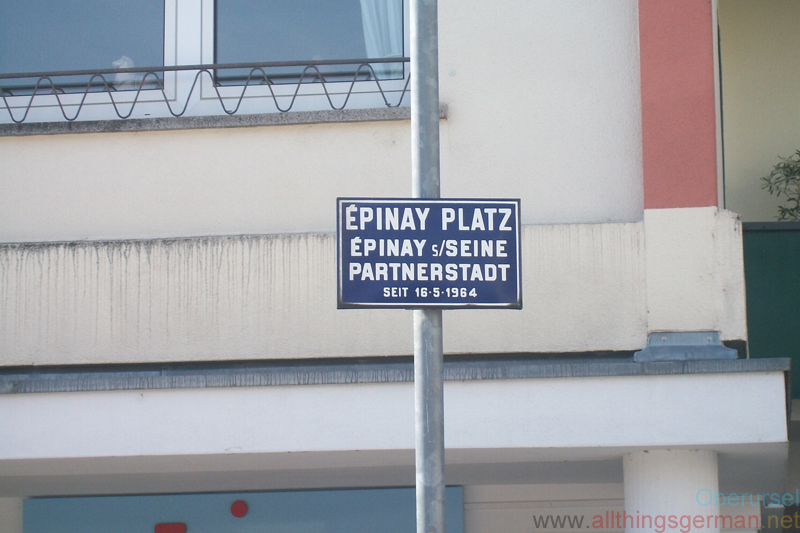 ÉPINAY PLATZ
ÉPINAY s/SEINE
PARTNERSTADT
SEIT 16·5·1964
Oberursel
www.allthingsgerman.net